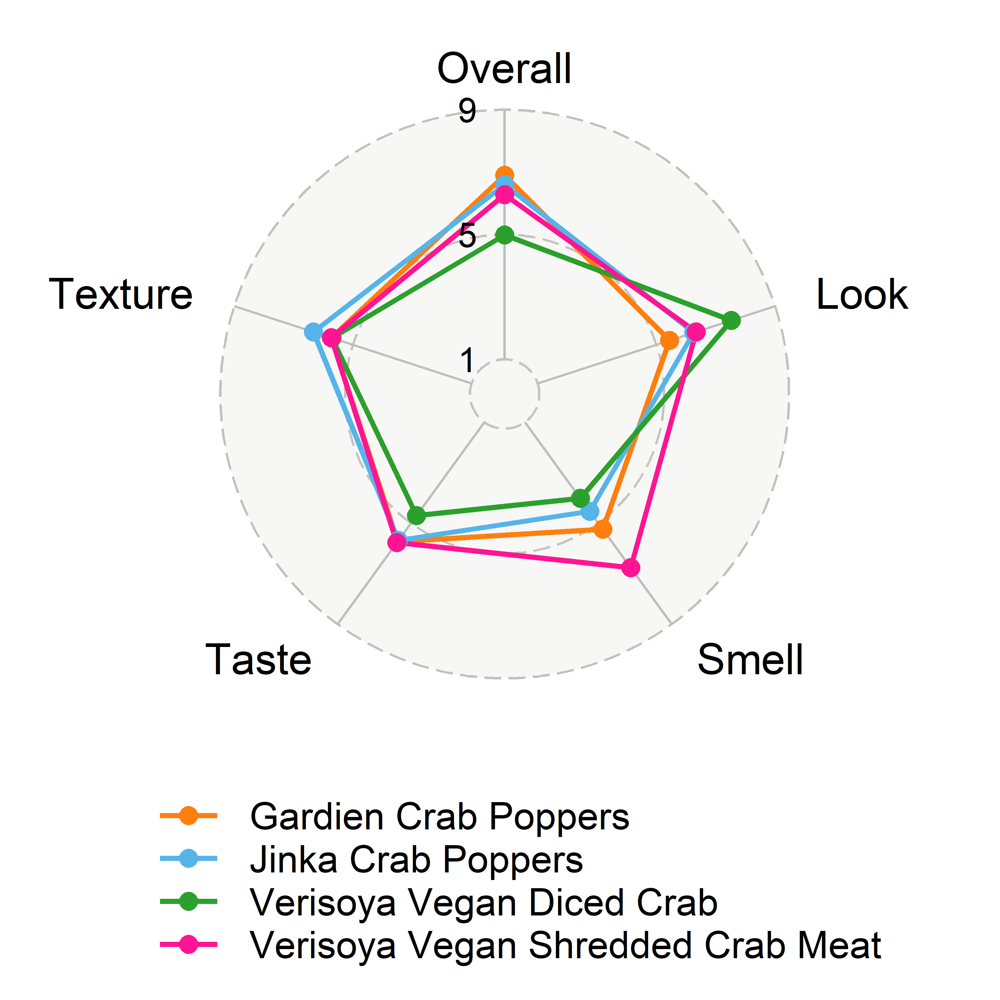 Overall
9
5
1
Texture
Look
Taste
Smell
Gardien Crab Poppers
Jinka Crab Poppers
Verisoya Vegan Diced Crab
Verisoya Vegan Shredded Crab Meat